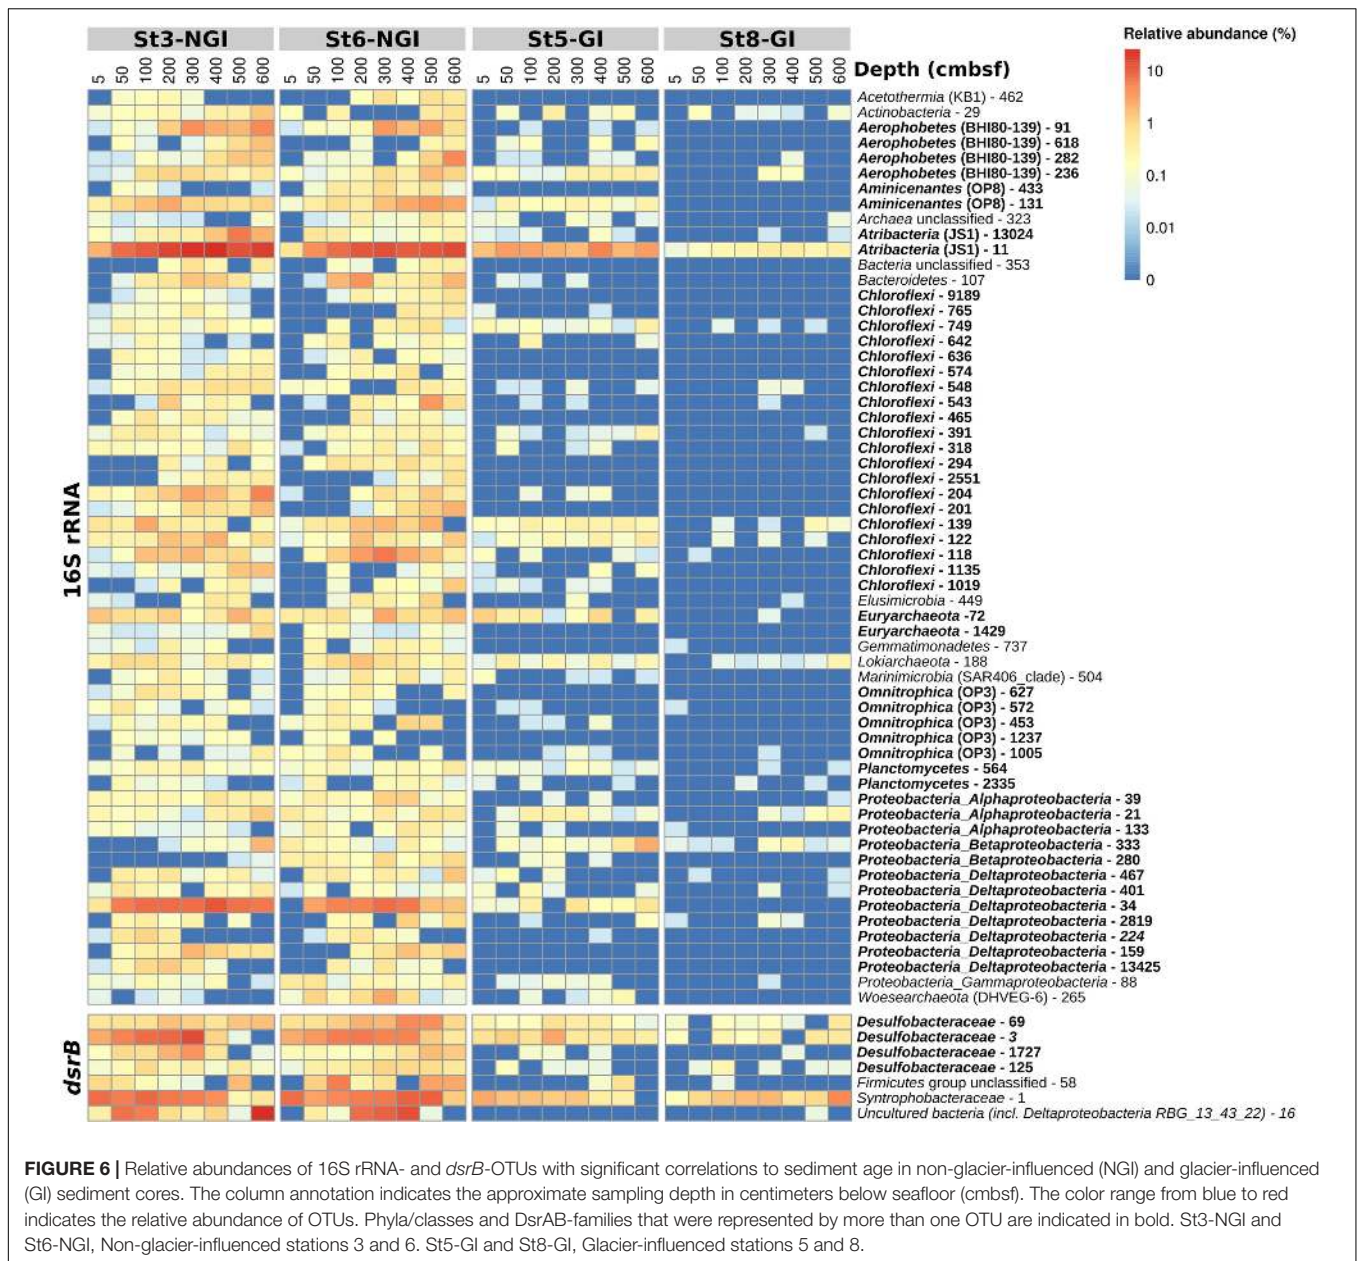 St3-NGI St6-NGI St5-GI St8-GI
5 50 100 200 300 400 500 600 5 50 100 200 300 400 500 600 5 50 100 200 300 400 500 600 5 50 100 200 300 400 500 600 Depth (cmbsf)
Relative abundance (%)
10
1
0.1
0.01
0
16S rRNA
Acetothermia (KB1) - 462
Actinobacteria - 29
Aerophobetes (BHI80-139) - 91
Aerophobetes (BHI80-139) - 618
Aerophobetes (BHI80-139) - 282
Aerophobetes (BHI80-139) - 236
Aminicenantes (OP8) - 433
Aminicenantes (OP8) - 131
Archaea unclassified - 323
Atribacteria (JS1) - 13024
Atribacteria (JS1) - 11
Bacteria unclassified - 353
Bacteroidetes - 107
Chloroflexi - 9189
Chloroflexi - 765
Chloroflexi - 749
Chloroflexi - 642
Chloroflexi - 636
Chloroflexi - 574
Chloroflexi - 548
Chloroflexi - 543
Chloroflexi - 465
Chloroflexi - 391
Chloroflexi - 318
Chloroflexi - 294
Chloroflexi - 2551
Chloroflexi - 204
Chloroflexi - 201
Chloroflexi - 139
Chloroflexi - 122
Chloroflexi - 118
Chloroflexi - 1135
Chloroflexi - 1019
Elusimicrobia - 449
Euryarchaeota -72
Euryarchaeota - 1429
Gemmatimonadetes - 737
Lokiarchaeota - 188
Marinimicrobia (SAR406_clade) - 504
Omnitrophica (OP3) - 627
Omnitrophica (OP3) - 572
Omnitrophica (OP3) - 453
Omnitrophica (OP3) - 1237
Omnitrophica (OP3) - 1005
Planctomycetes - 564
Planctomycetes - 2335
Proteobacteria_Alphaproteobacteria - 39
Proteobacteria_Alphaproteobacteria - 21
Proteobacteria_Alphaproteobacteria - 133
Proteobacteria_Betaproteobacteria - 333
Proteobacteria_Betaproteobacteria - 280
Proteobacteria_Deltaproteobacteria - 467
Proteobacteria_Deltaproteobacteria - 401
Proteobacteria_Deltaproteobacteria - 34
Proteobacteria_Deltaproteobacteria - 2819
Proteobacteria_Deltaproteobacteria - 224
Proteobacteria_Deltaproteobacteria - 159
Proteobacteria_Deltaproteobacteria - 13425
Proteobacteria_Gammaproteobacteria - 88
Woesearchaeota (DHVEG-6) - 265
dsrB
Desulfobacteraceae - 69
Desulfobacteraceae - 3
Desulfobacteraceae - 1727
Desulfobacteraceae - 125
Firmicutes group unclassified - 58
Syntrophobacteraceae - 1
Uncultured bacteria (incl. Deltaproteobacteria RBG_13_43_22) - 16
FIGURE 6 | Relative abundances of 16S rRNA- and dsrB-OTUs with significant correlations to sediment age in non-glacier-influenced (NGI) and glacier-influenced
(GI) sediment cores. The column annotation indicates the approximate sampling depth in centimeters below seafloor (cmbsf). The color range from blue to red
indicates the relative abundance of OTUs. Phyla/classes and DsrAB-families that were represented by more than one OTU are indicated in bold. St3-NGI and
St6-NGI, Non-glacier-influenced stations 3 and 6. St5-GI and St8-GI, Glacier-influenced stations 5 and 8.